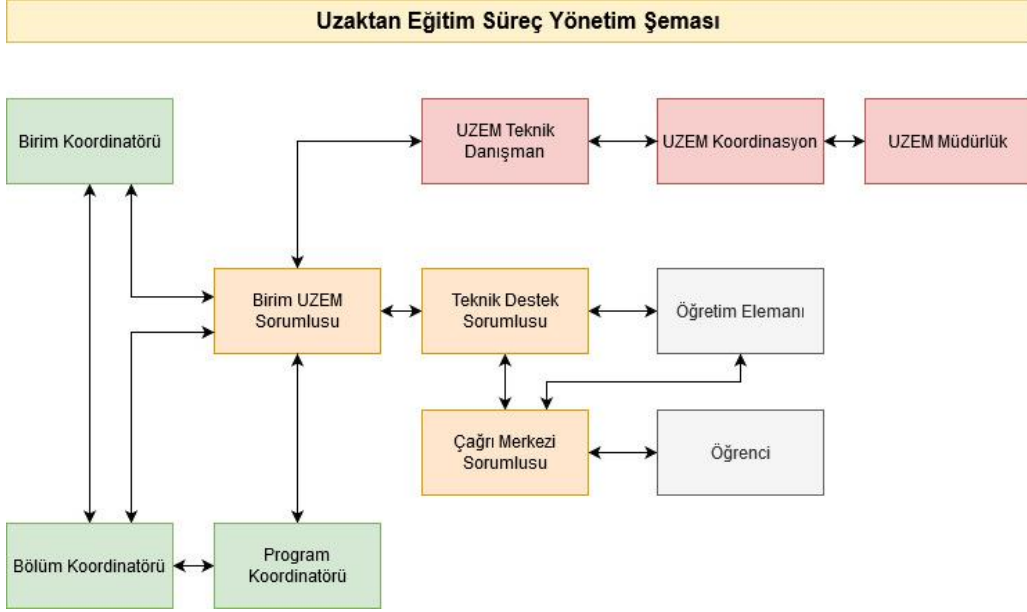 Uzaktan Eğitim Süreç Yönetim Şeması
Birim Koordinatörü
UZEM Teknik
Danışman
UZEM Koordinasyon
UZEM Müdürlük
Birim UZEM
Sorumlusu
Teknik Destek
Sorumlusu
Öğretim Elemanı
Çağrı Merkezi
Sorumlusu
Öğrenci
Bölüm Koordinatörü
Program
Koordinatörü